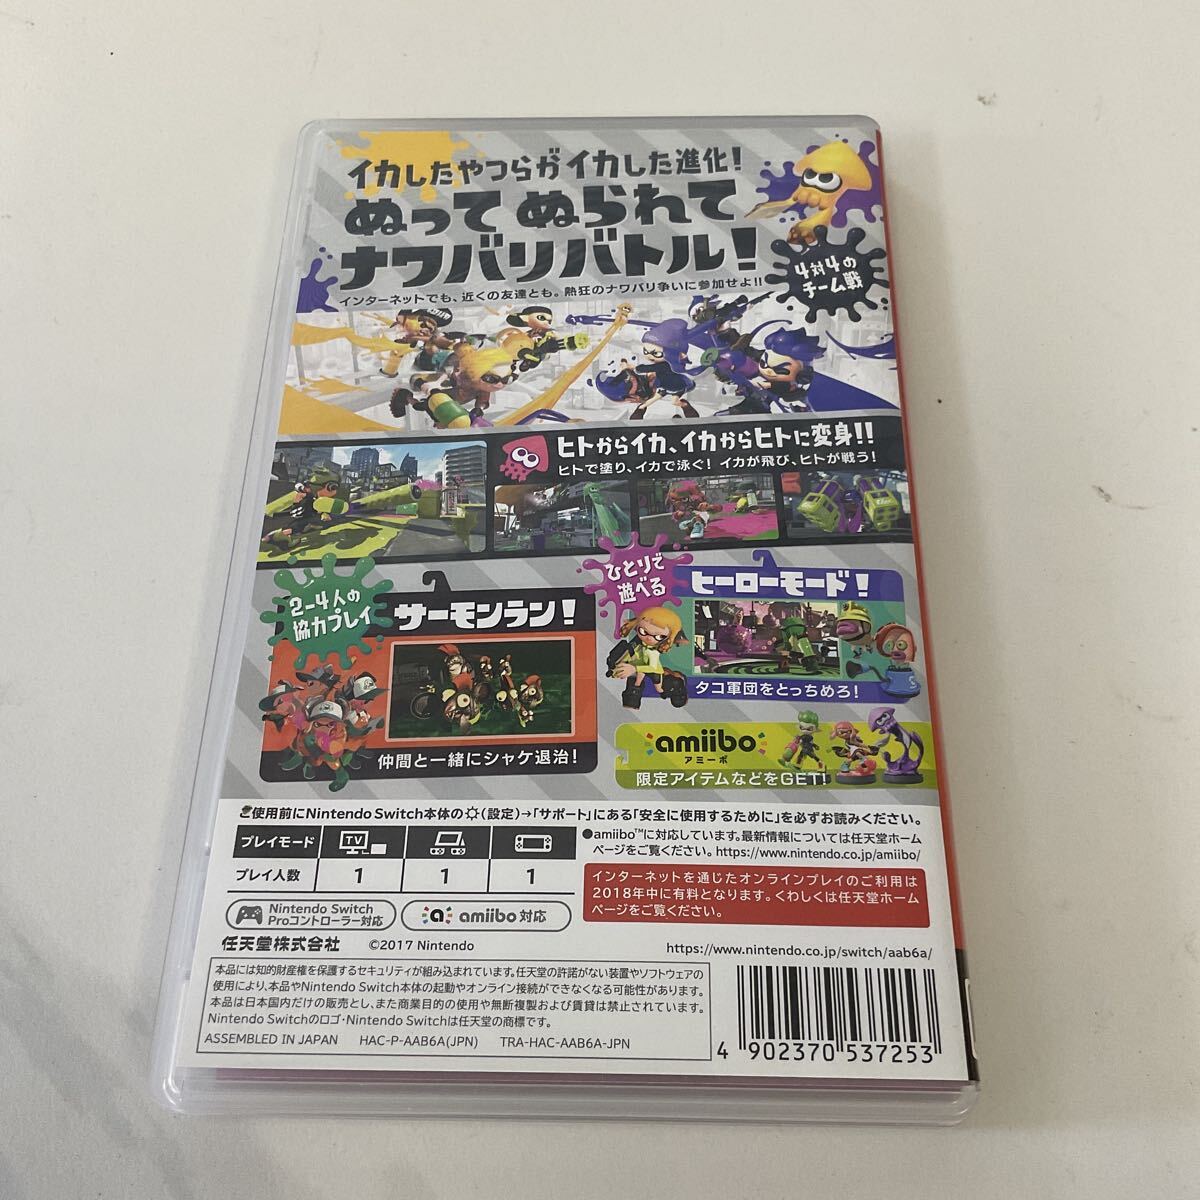 イカしたやつらがイカした進化!
ぬって ぬられて
ナワバリバトル!
4対4の
チーム戦
インターネットでも、近くの友達とも。熱狂のナワバリ争いに参加せよ!!
ヒトからイカ、イカからヒトに変身!!
ヒトで塗り、イカで泳ぐ! イカが飛び、ヒトが戦う!
2-4人の
協力プレイ
サーモンラン!
仲間と一緒にシャケ退治!
ひとりで
遊べる
ヒーローモード!
タコ軍団をとっちめろ!
amiibo
アミーボ
限定アイテムなどをGET!
使用前にNintendo Switch本体の(設定)→「サポート」にある「安全に使用するために」を必ずお読みください。
プレイモード TV
プレイ人数 1 1 1
●amiibo™に対応しています。最新情報については任天堂ホーム
ページをご覧ください。https://www.nintendo.co.jp/amiibo/
インターネットを通じたオンラインプレイのご利用は
2018年中に有料となります。くわしくは任天堂ホーム
ページをご覧ください。
Nintendo Switch
Proコントローラー対応
a amiibo 対応
任天堂株式会社 ©2017 Nintendo
https://www.nintendo.co.jp/switch/aab6a/
本品には知的財産権を保護するセキュリティが組み込まれています。任天堂の許諾がない装置やソフトウェアの
使用により、本品やNintendo Switch本体の起動やオンライン接続ができなくなる可能性があります。
本品は日本国内だけの販売とし、また商業目的の使用や無断複製および賃貸は禁止されています。
Nintendo Switchのロゴ・Nintendo Switchは任天堂の商標です。
ASSEMBLED IN JAPAN HAC-P-AAB6A(JPN) TRA-HAC-AAB6A-JPN
4 902370 537253